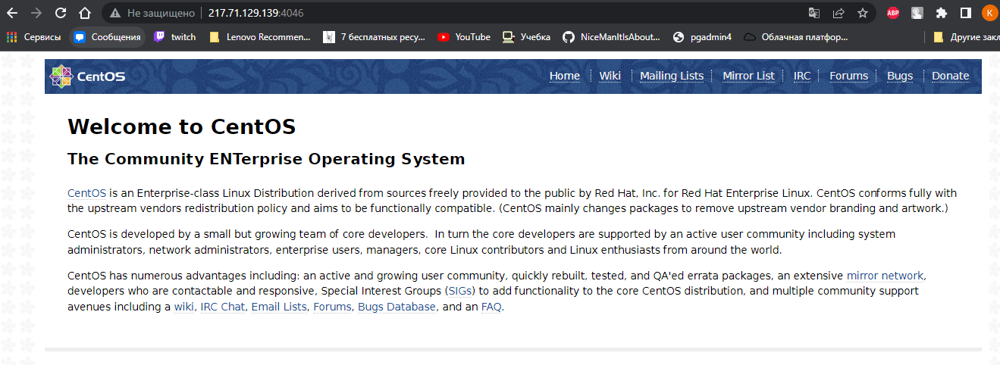 Не защищено 217.71.129.139:4046 ABP K
Сервисы Сообщения twitch Lenovo Recommen... 7 бесплатных ресу... YouTube Учебка NiceManItIsAbout... pgadmin4 Облачная платфор... Другие закл
CentOS Home Wiki Mailing Lists Mirror List IRC Forums Bugs Donate
Welcome to CentOS
The Community ENTerprise Operating System
CentOS is an Enterprise-class Linux Distribution derived from sources freely provided to the public by Red Hat, Inc. for Red Hat Enterprise Linux. CentOS conforms fully with
the upstream vendors redistribution policy and aims to be functionally compatible. (CentOS mainly changes packages to remove upstream vendor branding and artwork.)
CentOS is developed by a small but growing team of core developers.  In turn the core developers are supported by an active user community including system
administrators, network administrators, enterprise users, managers, core Linux contributors and Linux enthusiasts from around the world.
CentOS has numerous advantages including: an active and growing user community, quickly rebuilt, tested, and QA'ed errata packages, an extensive mirror network,
developers who are contactable and responsive, Special Interest Groups (SIGs) to add functionality to the core CentOS distribution, and multiple community support
avenues including a wiki, IRC Chat, Email Lists, Forums, Bugs Database, and an FAQ.